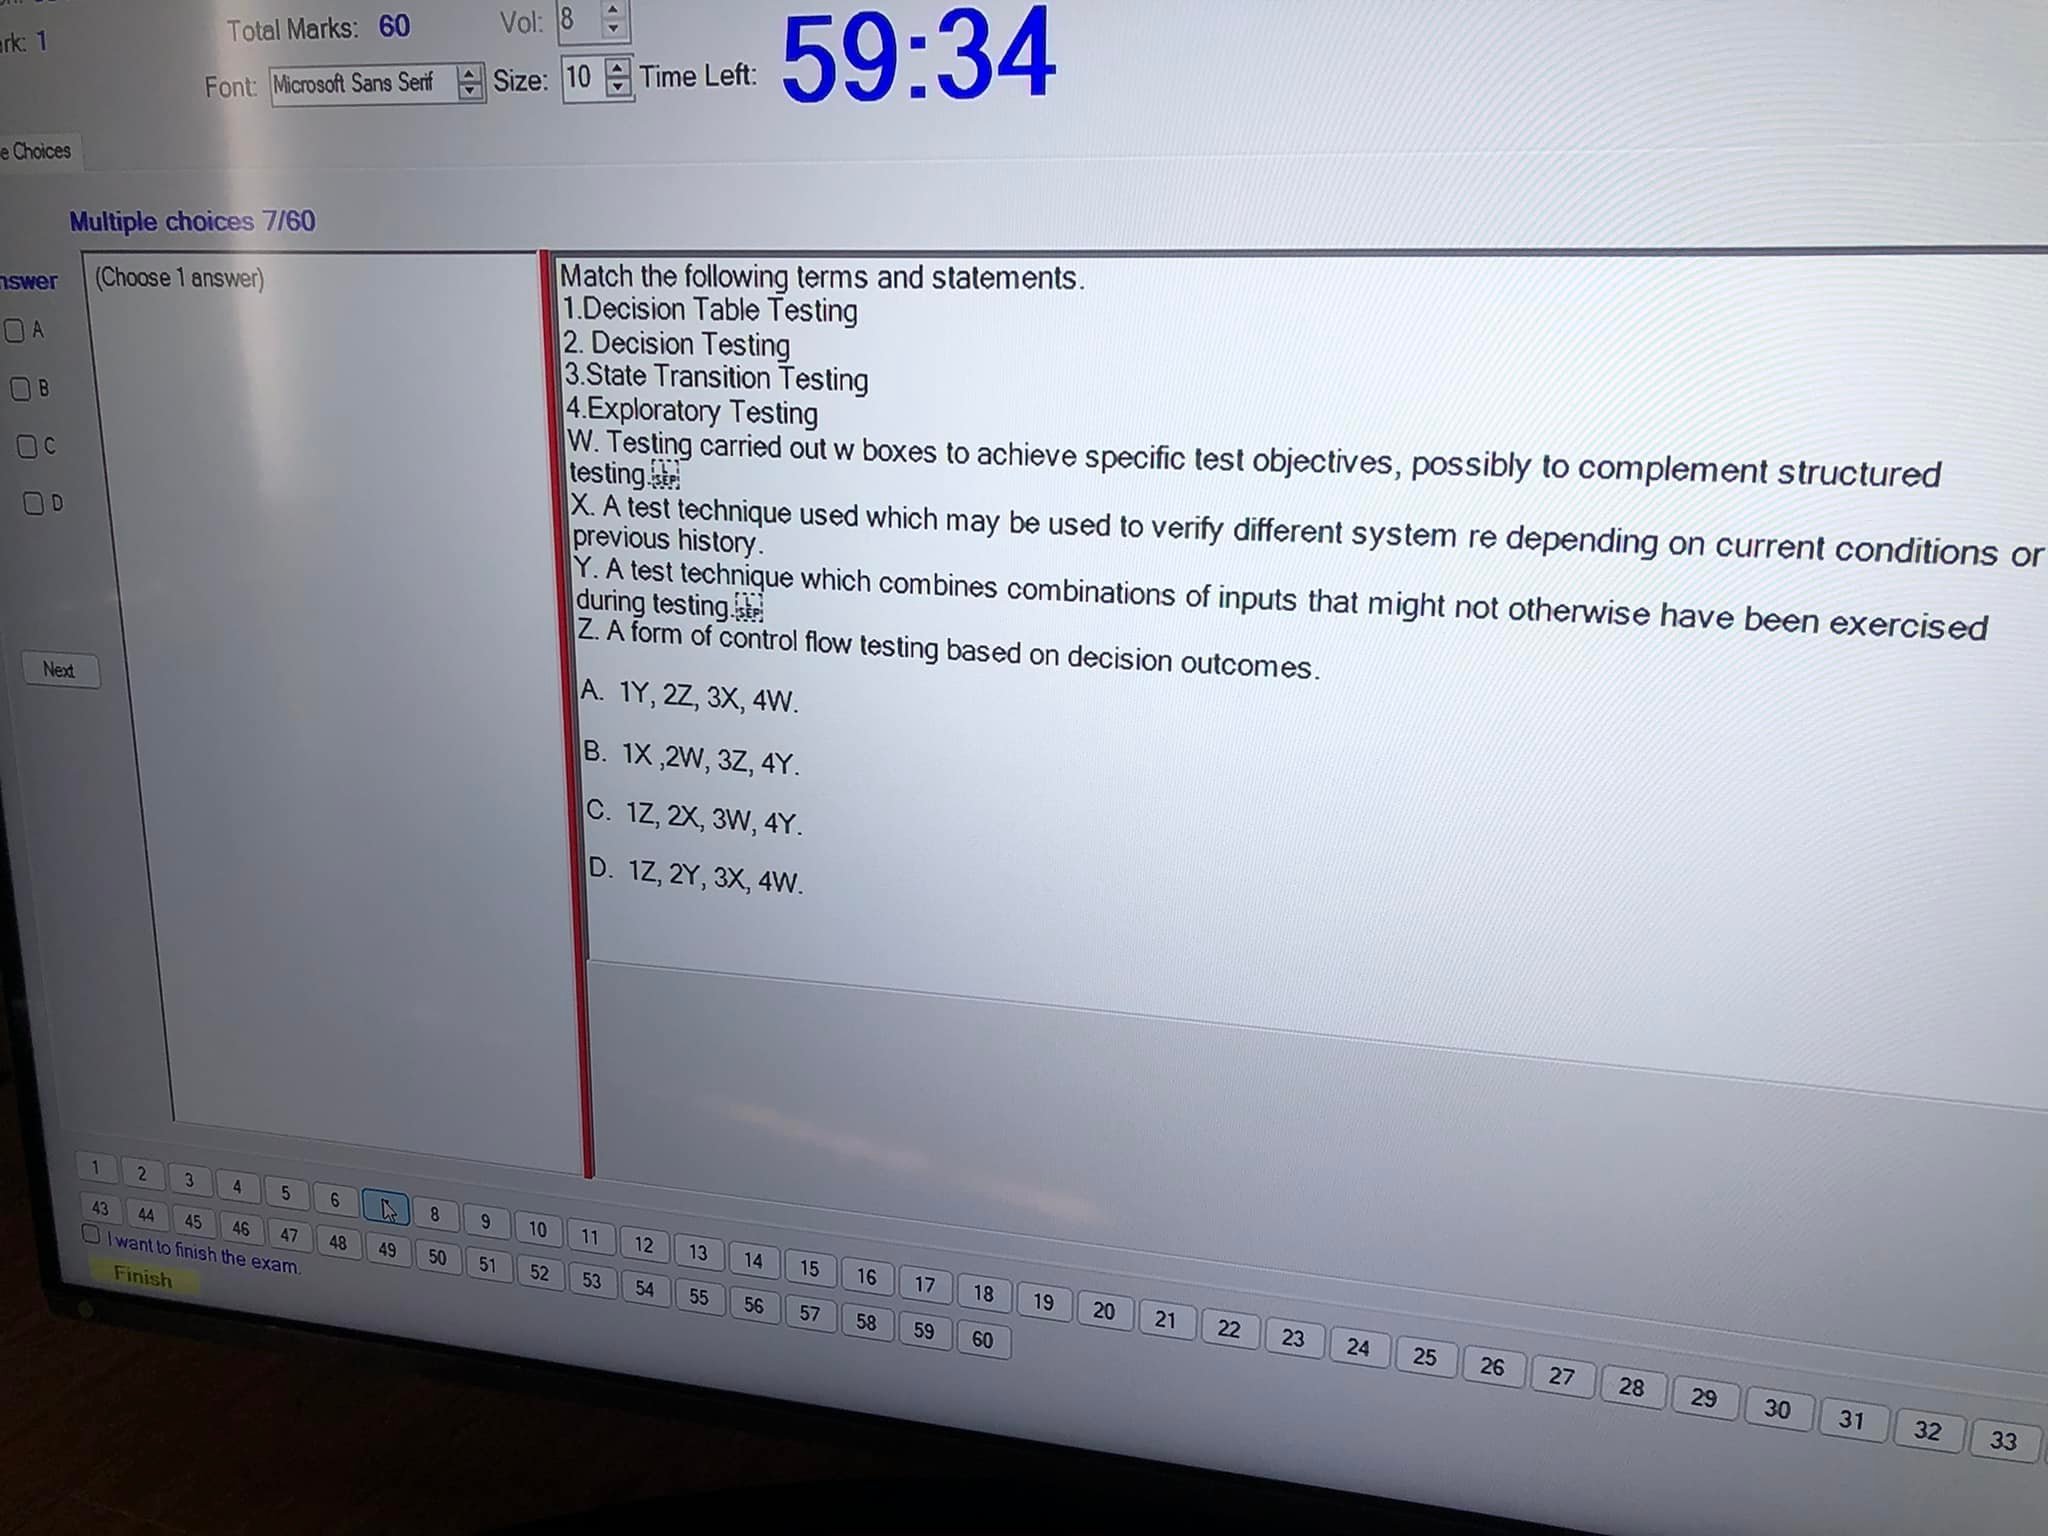 rk: 1
Total Marks: 60
Vol: 8
Font: Microsoft Sans Serif
Size: 10
Time Left: 59:34
e Choices
Multiple choices 7/60
nswer
(Choose 1 answer)
A
B
C
D
Next
Match the following terms and statements.
1.Decision Table Testing
2. Decision Testing
3.State Transition Testing
4.Exploratory Testing
W. Testing carried out w boxes to achieve specific test objectives, possibly to complement structured
testing.
X. A test technique used which may be used to verify different system re depending on current conditions or
previous history.
Y. A test technique which combines combinations of inputs that might not otherwise have been exercised
during testing.
Z. A form of control flow testing based on decision outcomes.
A. 1Y, 2Z, 3X, 4W.
B. 1X ,2W, 3Z, 4Y.
C. 1Z, 2X, 3W, 4Y.
D. 1Z, 2Y, 3X, 4W.
1 2 3 4 5 6 8 9 10 11 12 13 14 15 16 17 18 19 20 21 22 23 24 25 26 27 28 29 30 31 32 33
43 44 45 46 47 48 49 50 51 52 53 54 55 56 57 58 59 60
I want to finish the exam.
Finish